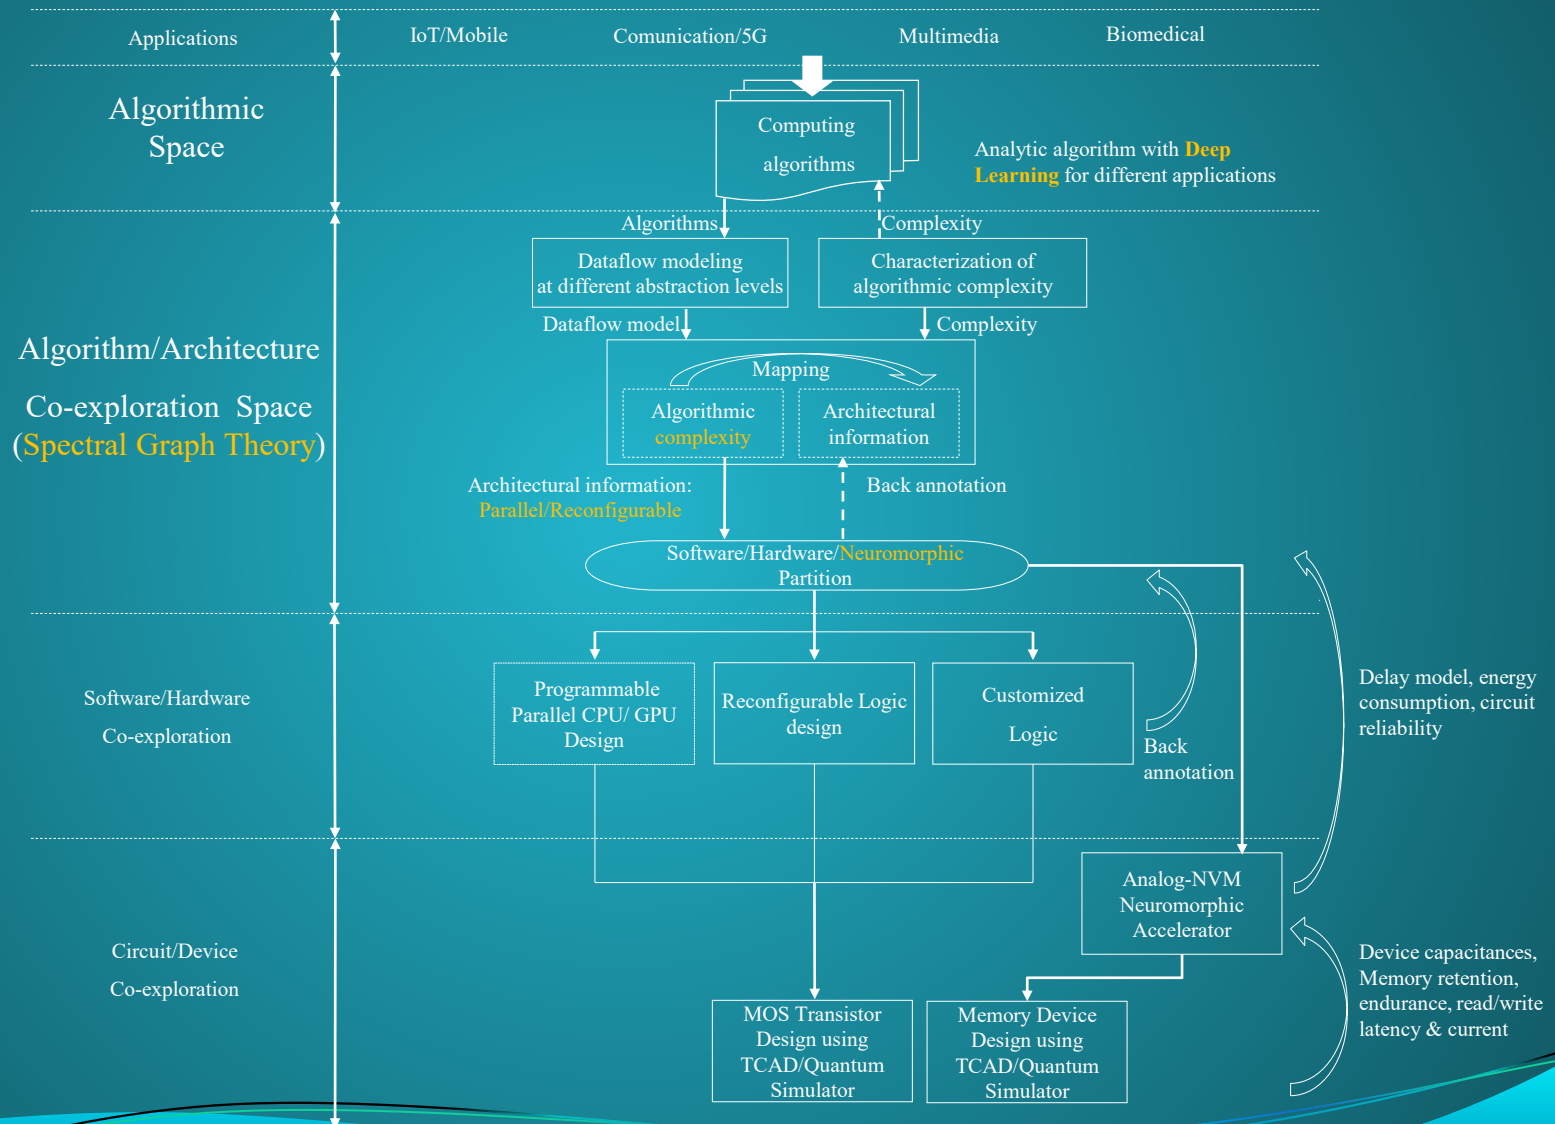 Applications
IoT/Mobile
Comunication/5G
Multimedia
Biomedical
Algorithmic
Space
Computing
algorithms
Analytic algorithm with Deep
Learning for different applications
Algorithms
Complexity
Dataflow modeling
at different abstraction levels
Characterization of
algorithmic complexity
Dataflow model
Complexity
Algorithm/Architecture
Co-exploration Space
(Spectral Graph Theory)
Mapping
Algorithmic
complexity
Architectural
information
Architectural information:
Parallel/Reconfigurable
Back annotation
Software/Hardware/Neuromorphic
Partition
Software/Hardware
Co-exploration
Programmable
Parallel CPU/ GPU
Design
Reconfigurable Logic
design
Customized
Logic
Back
annotation
Delay model, energy
consumption, circuit
reliability
Circuit/Device
Co-exploration
Analog-NVM
Neuromorphic
Accelerator
Device capacitances,
Memory retention,
endurance, read/write
latency & current
MOS Transistor
Design using
TCAD/Quantum
Simulator
Memory Device
Design using
TCAD/Quantum
Simulator